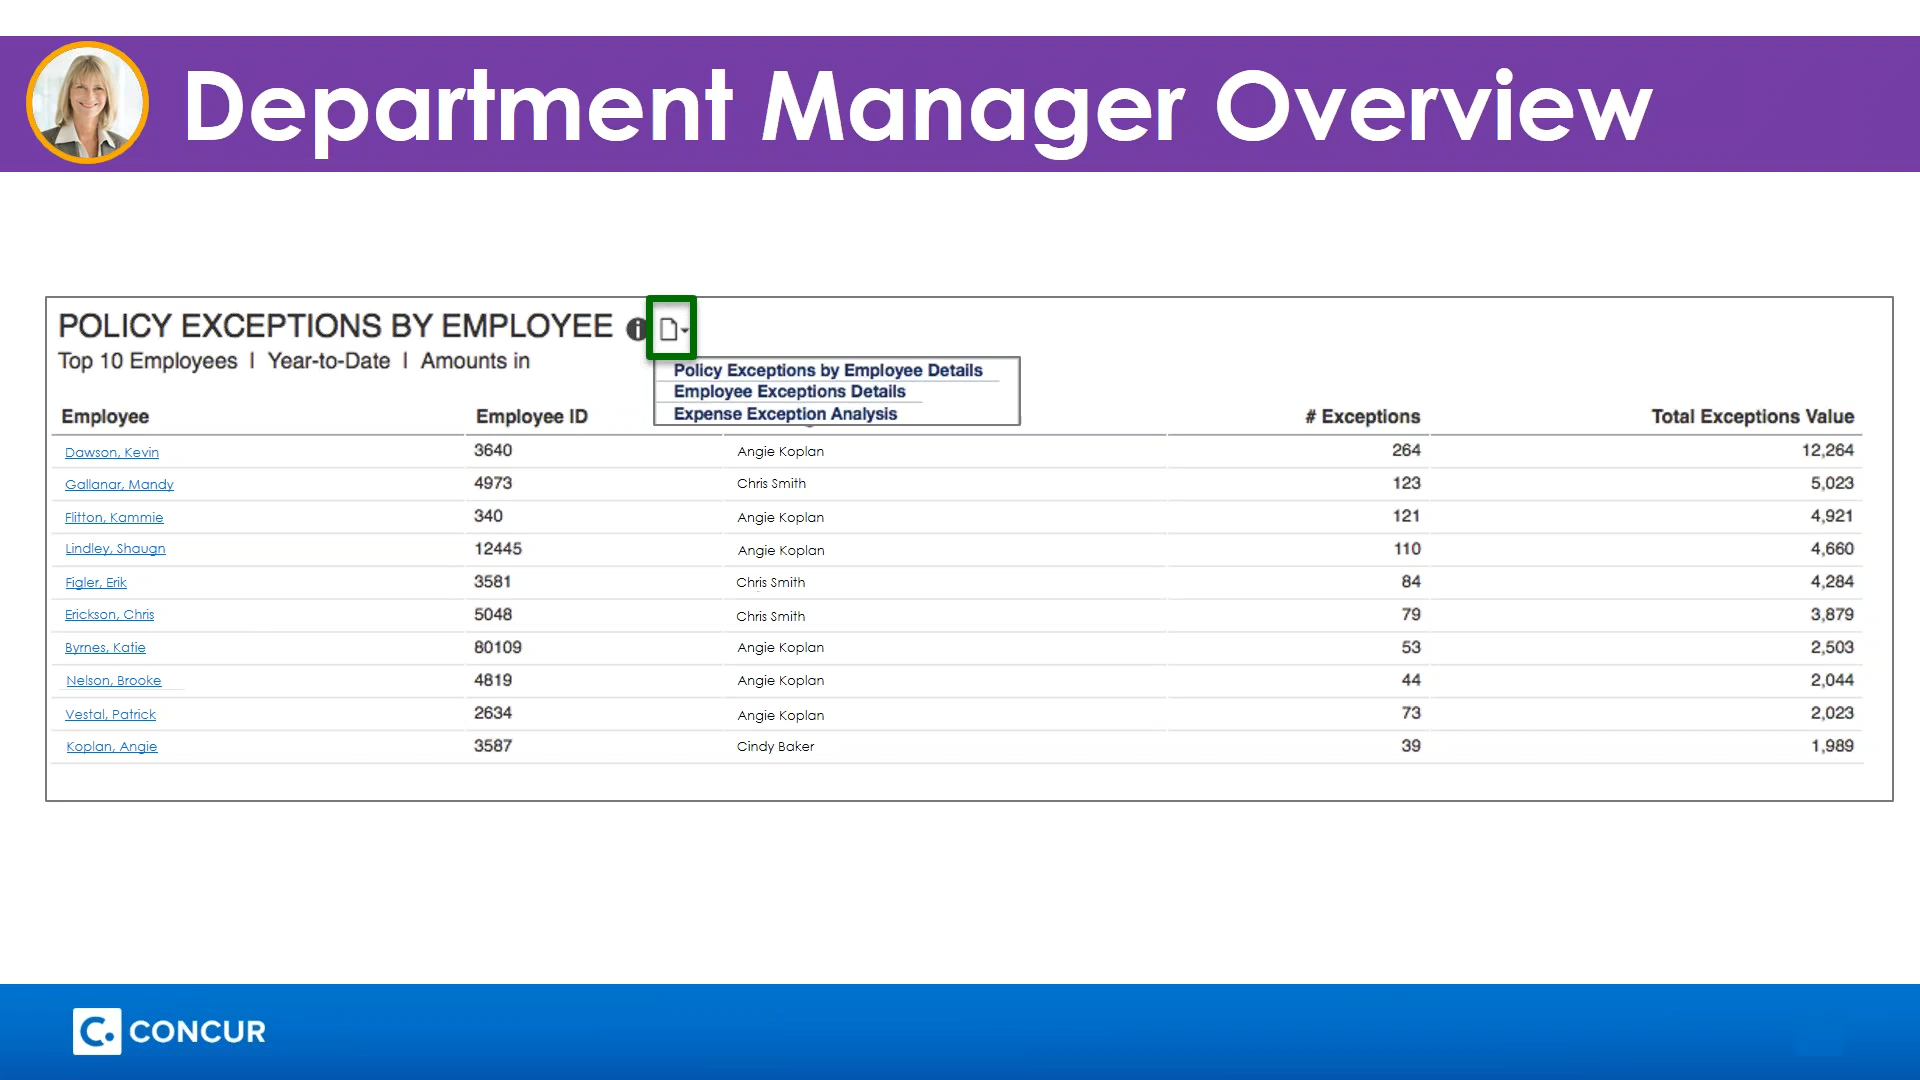 Department Manager Overview
POLICY EXCEPTIONS BY EMPLOYEE
Top 10 Employees | Year-to-Date | Amounts in
Policy Exceptions by Employee Details
Employee Exceptions Details
Expense Exception Analysis
Employee Employee ID # Exceptions Total Exceptions Value
Dawson, Kevin 3640 Angie Koplan 264 12,264
Gallanar, Mandy 4973 Chris Smith 123 5,023
Flitton, Kammie 340 Angie Koplan 121 4,921
Lindley, Shaugn 12445 Angie Koplan 110 4,660
Figler, Erik 3581 Chris Smith 84 4,284
Erickson, Chris 5048 Chris Smith 79 3,879
Byrnes, Katie 80109 Angie Koplan 53 2,503
Nelson, Brooke 4819 Angie Koplan 44 2,044
Vestal, Patrick 2634 Angie Koplan 73 2,023
Koplan, Angie 3587 Cindy Baker 39 1,989
C. CONCUR